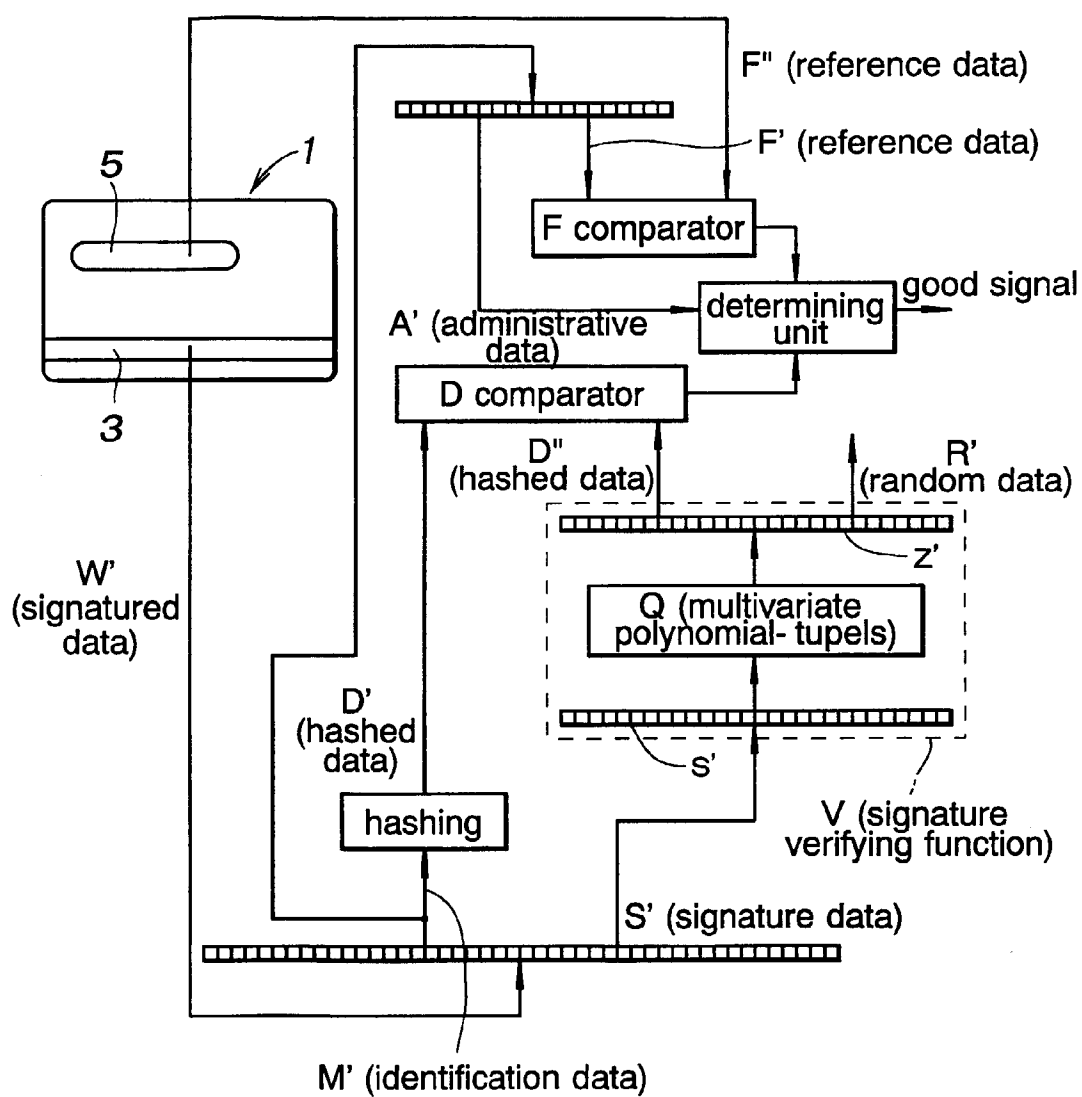 F" (reference data)
F' (reference data)
1
5
F comparator
good signal
determining
unit
A' (administrative
data)
3
D comparator
D"
(hashed data)
R'
(random data)
z'
W'
(signatured
data)
Q (multivariate
polynomial- tupels)
D'
(hashed
data)
s'
hashing
V (signature
verifying function)
S' (signature data)
M' (identification data)